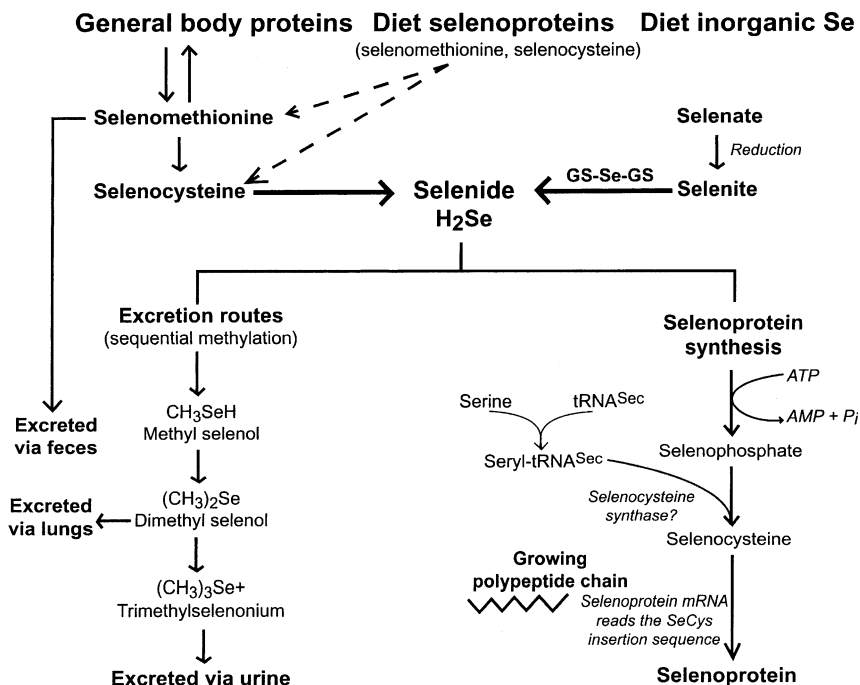 General body proteins
Diet selenoproteins
(selenomethionine, selenocysteine)
Diet inorganic Se
Selenomethionine
Selenate
Reduction
Selenocysteine
Selenide
H2Se
GS-Se-GS
Selenite
Excretion routes
(sequential methylation)
Selenoprotein
synthesis
ATP
AMP + Pi
Excreted
via feces
CH3SeH
Methyl selenol
Serine
tRNASec
Seryl-tRNASec
Selenophosphate
Selenocysteine
synthase?
Excreted
via lungs
(CH3)2Se
Dimethyl selenol
Selenocysteine
Growing
polypeptide chain
(CH3)3Se+
Trimethylselenonium
Selenoprotein mRNA
reads the SeCys
insertion sequence
Excreted via urine
Selenoprotein